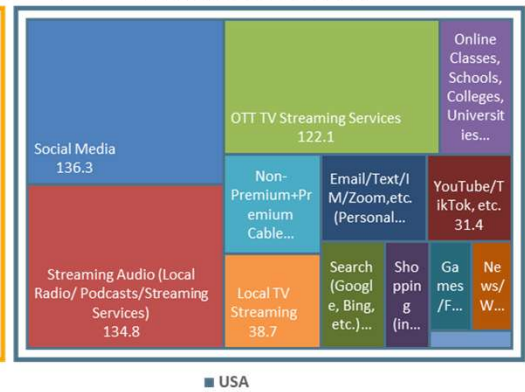 Social Media
136.3
Streaming Audio (Local
Radio/ Podcasts/Streaming
Services)
134.8
OTT TV Streaming Services
122.1
Online
Classes,
Schools,
Colleges,
Universit
ies...
Non-
Premium+Pr
emium
Cable...
Email/Text/I
M/Zoom,etc.
(Personal...
YouTube/T
ikTok, etc.
31.4
Local TV
Streaming
38.7
Search
(Googl
e, Bing,
etc.)...
Sho
ppin
g
(in...
Ga
mes
/F...
Ne
ws/
W...
USA